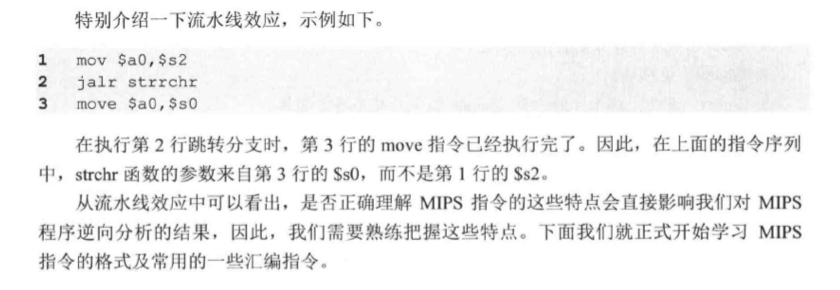 特别介绍一下流水线效应，示例如下。
1 mov $a0,$s2
2 jalr strrchr
3 move $a0,$s0
在执行第 2 行跳转分支时，第 3 行的 move 指令已经执行完了。因此，在上面的指令序列
中，strchr 函数的参数来自第 3 行的 $s0，而不是第 1 行的 $s2。
从流水线效应中可以看出，是否正确理解 MIPS 指令的这些特点会直接影响我们对 MIPS
程序逆向分析的结果，因此，我们需要熟练把握这些特点。下面我们就正式开始学习 MIPS
指令的格式及常用的一些汇编指令。